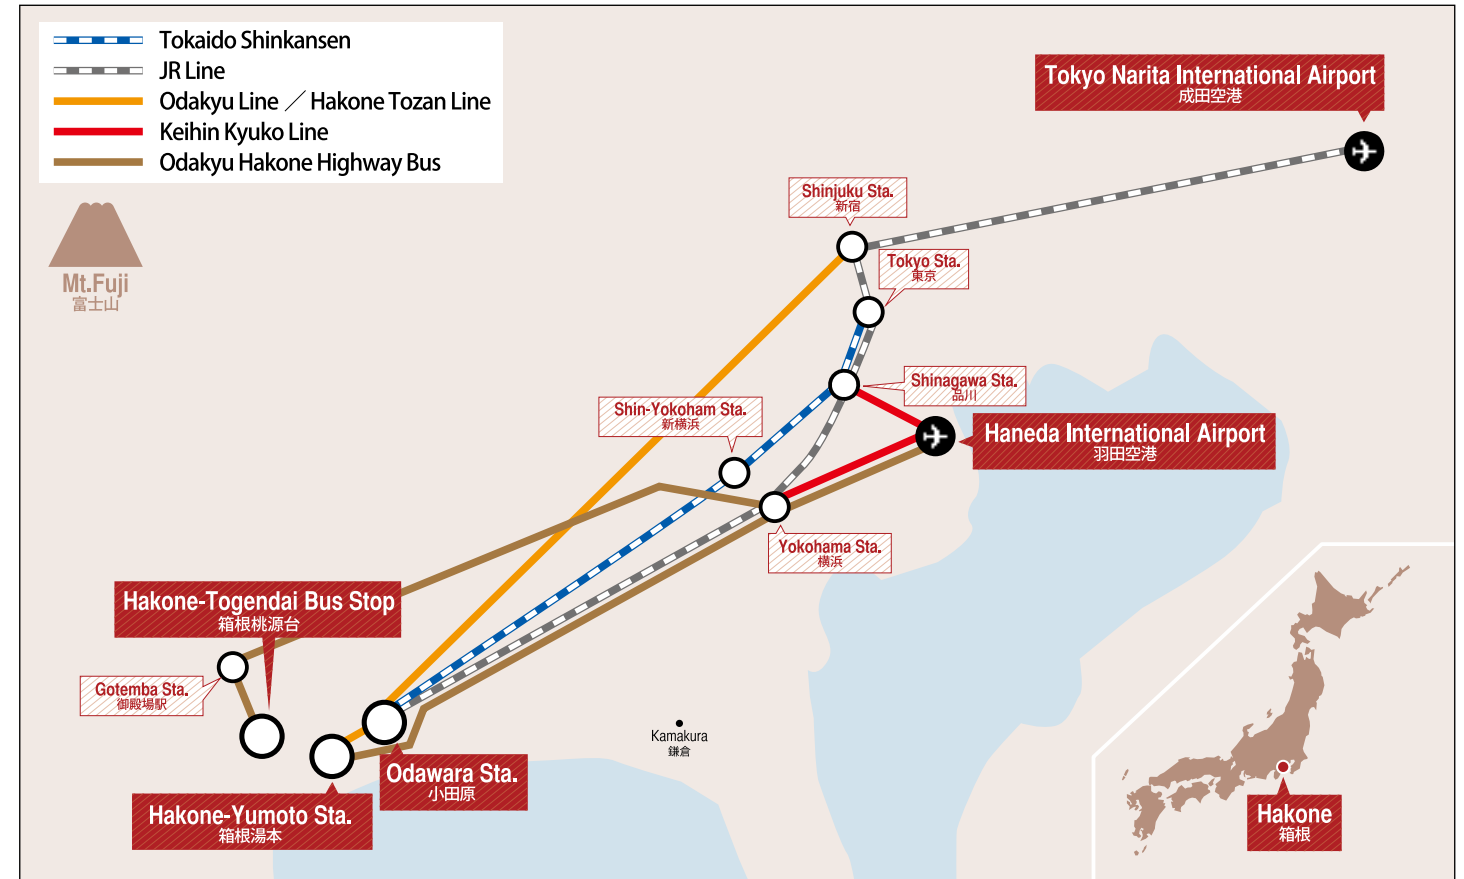 Tokaido Shinkansen
JR Line
Odakyu Line ／ Hakone Tozan Line
Keihin Kyuko Line
Odakyu Hakone Highway Bus
Tokyo Narita International Airport
成田空港
Shinjuku Sta.
新宿
Tokyo Sta.
東京
Mt.Fuji
富士山
Shinagawa Sta.
品川
Shin-Yokoham Sta.
新横浜
Haneda International Airport
羽田空港
Yokohama Sta.
横浜
Hakone-Togendai Bus Stop
箱根桃源台
Gotemba Sta.
御殿場駅
Kamakura
鎌倉
Odawara Sta.
小田原
Hakone-Yumoto Sta.
箱根湯本
Hakone
箱根